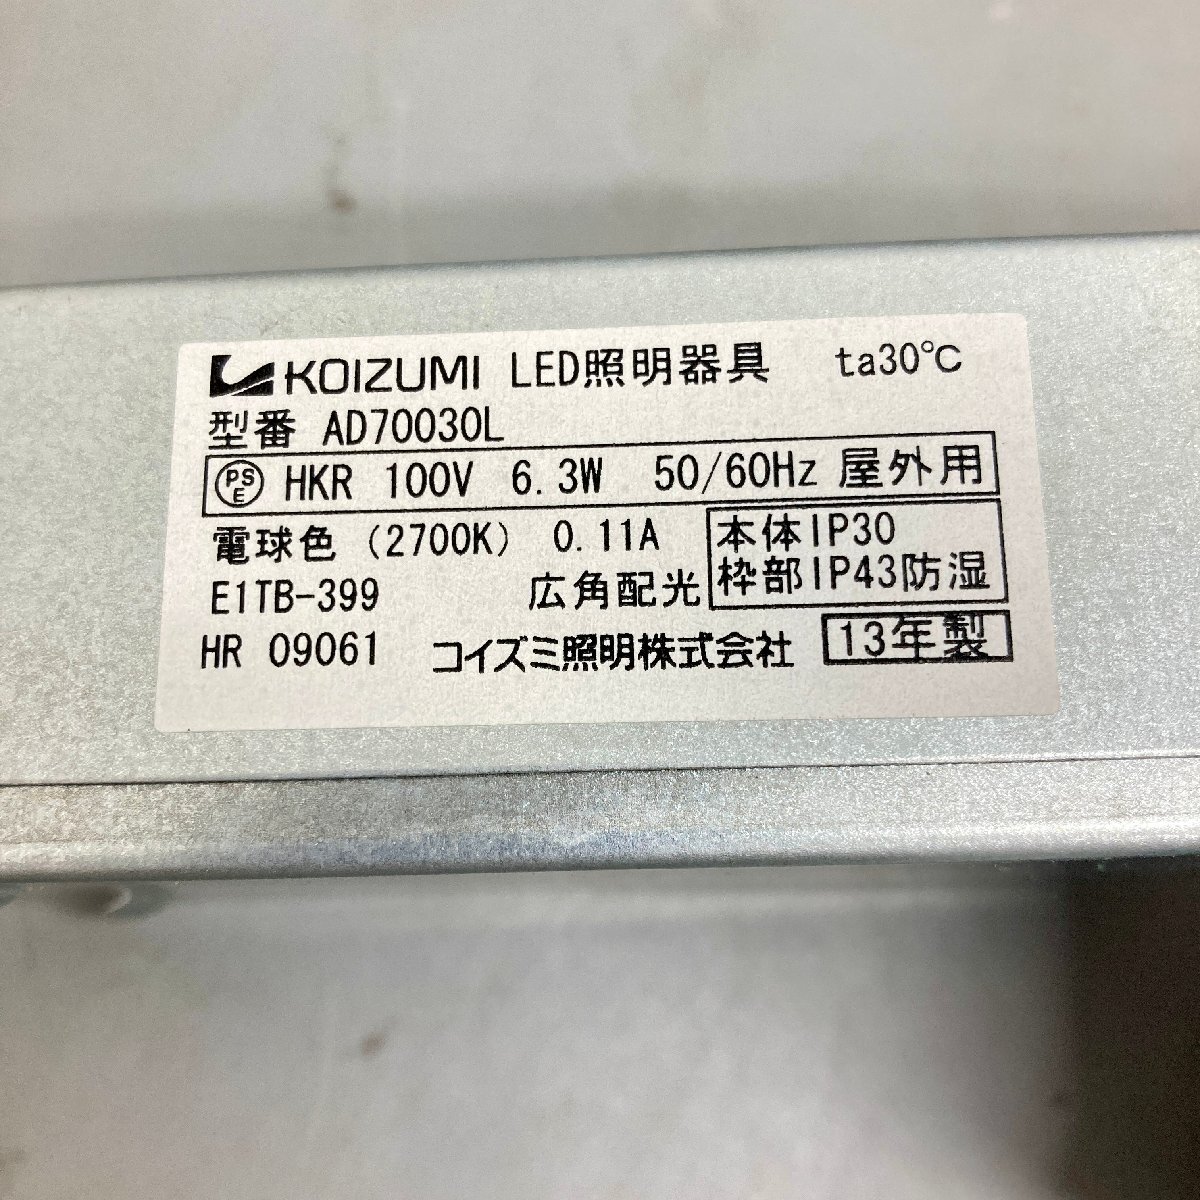 KOIZUMI LED照明器具 ta30℃
型番 AD70030L
PSE HKR 100V 6.3W 50/60Hz 屋外用
電球色(2700K) 0.11A 本体IP30
E1TB-399 広角配光 枠部IP43防湿
HR 09061 コイズミ照明株式会社 13年製